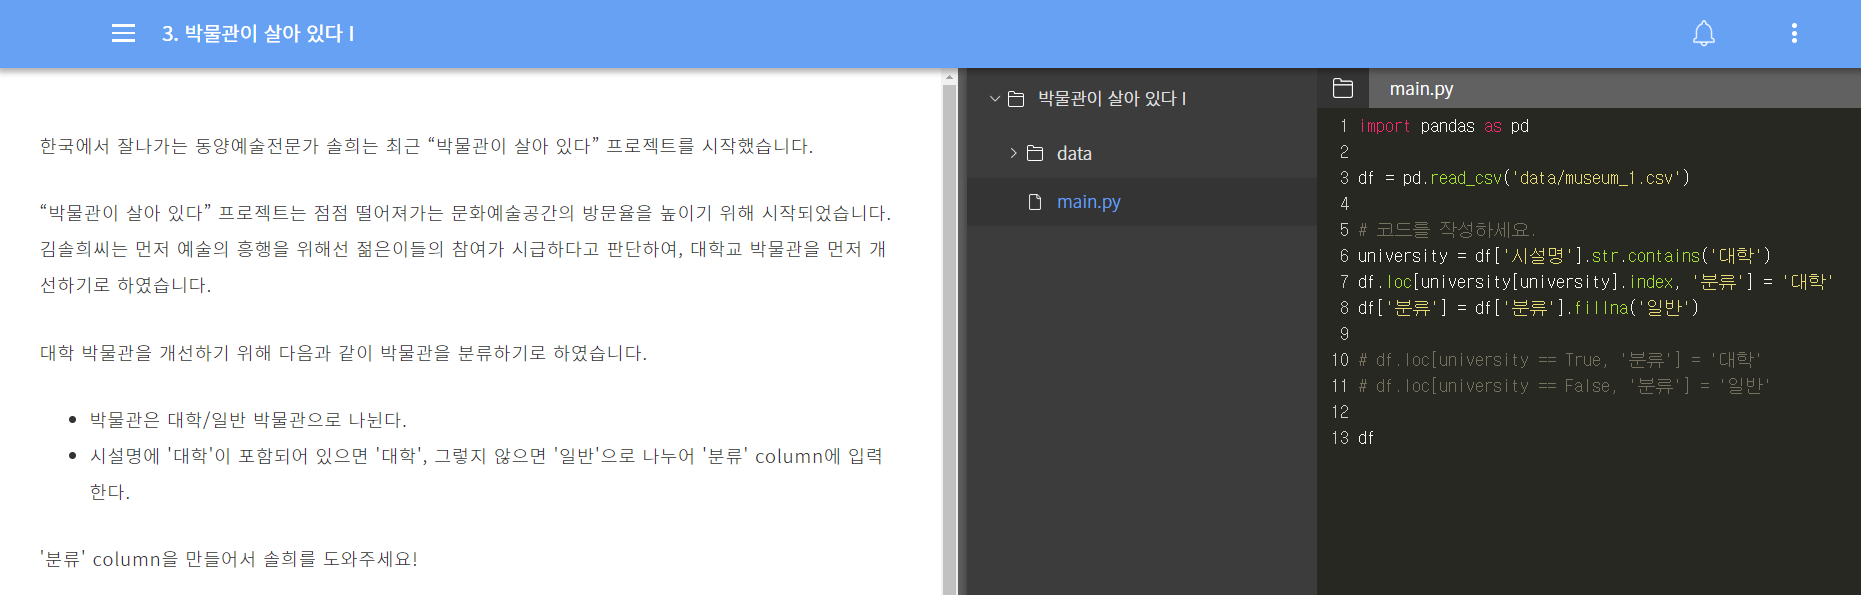 3. 박물관이 살아 있다 I
한국에서 잘나가는 동양예술전문가 솔희는 최근 “박물관이 살아 있다” 프로젝트를 시작했습니다.
“박물관이 살아 있다” 프로젝트는 점점 떨어져가는 문화예술공간의 방문율을 높이기 위해 시작되었습니다.
김솔희씨는 먼저 예술의 흥행을 위해선 젊은이들의 참여가 시급하다고 판단하여, 대학교 박물관을 먼저 개
선하기로 하였습니다.
대학 박물관을 개선하기 위해 다음과 같이 박물관을 분류하기로 하였습니다.
• 박물관은 대학/일반 박물관으로 나뉜다.
• 시설명에 '대학'이 포함되어 있으면 '대학', 그렇지 않으면 '일반'으로 나누어 '분류' column에 입력
한다.
'분류' column을 만들어서 솔희를 도와주세요!
박물관이 살아 있다 I
data
main.py
main.py
1 import pandas as pd
2
3 df = pd.read_csv('data/museum_1.csv')
4
5 # 코드를 작성하세요.
6 university = df['시설명'].str.contains('대학')
7 df.loc[university[university].index, '분류'] = '대학'
8 df['분류'] = df['분류'].fillna('일반')
9
10 # df.loc[university == True, '분류'] = '대학'
11 # df.loc[university == False, '분류'] = '일반'
12
13 df